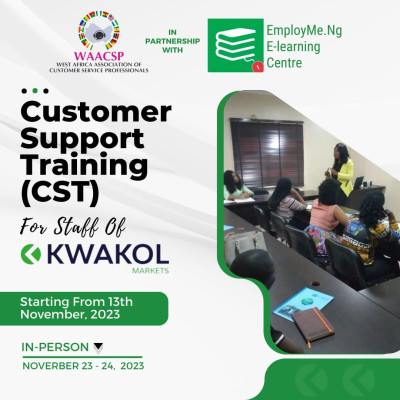 WAACSP
WEST AFRICA ASSOCIATION OF
CUSTOMER SERVICE PROFESSIONALS
IN
PARTNERSHIP
WITH
EmployMe.Ng
E-learning
Centre
Customer
Support
Training
(CST)
For Staff Of
KWAKOL
MARKETS
Starting From 13th
November, 2023
IN-PERSON
NOVERBER 23 - 24, 2023